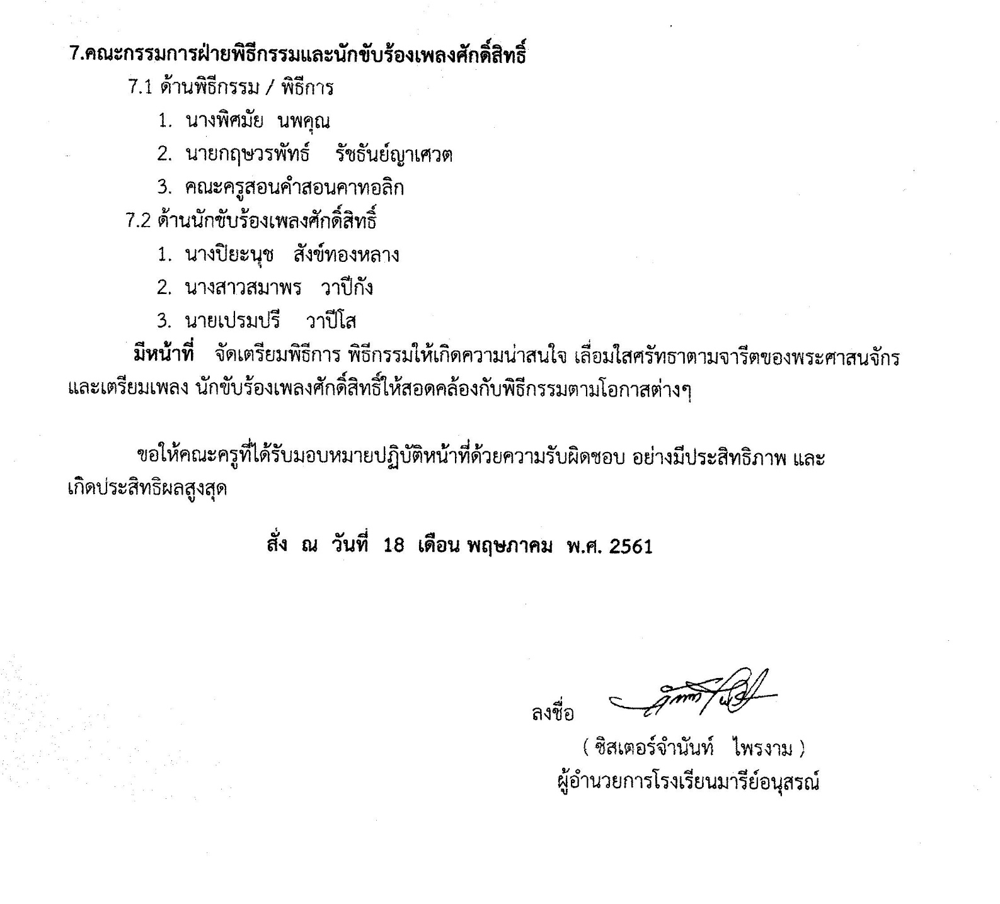 7.คณะกรรมการฝ่ายพิธีกรรมและนักขับร้องเพลงศักดิ์สิทธิ์
7.1 ด้านพิธีกรรม / พิธีการ
1. นางพิศมัย นพคุณ
2. นายกฤษวรพัทธ์ รัชธันย์ญาเศวต
3. คณะครูสอนคำสอนคาทอลิก
7.2 ด้านนักขับร้องเพลงศักดิ์สิทธิ์
1. นางปิยะนุช สังข์ทองหลาง
2. นางสาวสมาพร วาปีกัง
3. นายเปรมปรี วาปีโส
มีหน้าที่ จัดเตรียมพิธีการ พิธีกรรมให้เกิดความน่าสนใจ เลื่อมใสศรัทธาตามจารีตของพระศาสนจักร
และเตรียมเพลง นักขับร้องเพลงศักดิ์สิทธิ์ให้สอดคล้องกับพิธีกรรมตามโอกาสต่างๆ
ขอให้คณะครูที่ได้รับมอบหมายปฏิบัติหน้าที่ด้วยความรับผิดชอบ อย่างมีประสิทธิภาพ และ
เกิดประสิทธิผลสูงสุด
สั่ง ณ วันที่ 18 เดือน พฤษภาคม พ.ศ. 2561
ลงชื่อ
( ซิสเตอร์จำนันท์ ไพรงาม )
ผู้อำนวยการโรงเรียนมารีย์อนุสรณ์